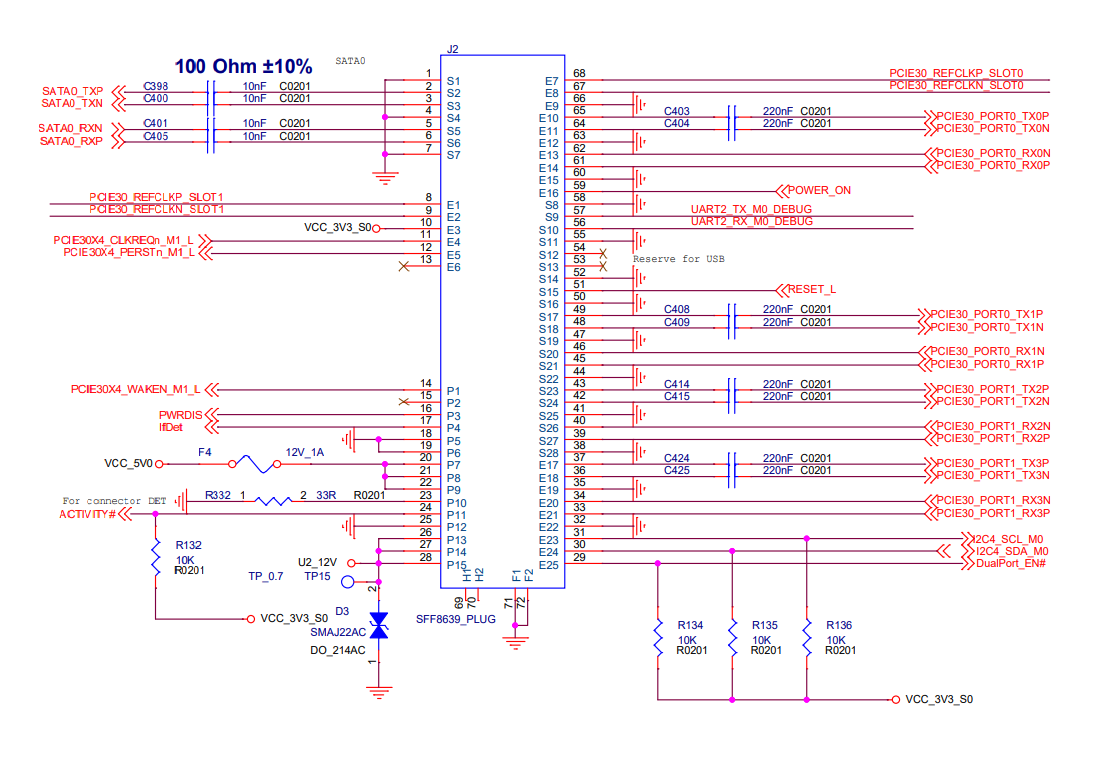 J2
100 Ohm ±10%
SATA0
SATA0_TXP C398 10nF C0201 1 S1 E7 68 PCIE30_REFCLKP_SLOT0
SATA0_TXN C400 10nF C0201 2 S2 E8 67 PCIE30_REFCLKN_SLOT0
3 S3 E9 66
4 S4 E10 65 C403 220nF C0201 PCIE30_PORT0_TX0P
SATA0_RXN C401 10nF C0201 5 S5 E11 64 C404 220nF C0201 PCIE30_PORT0_TX0N
SATA0_RXP C405 10nF C0201 6 S6 E12 63
7 S7 E13 62 PCIE30_PORT0_RX0N
E14 61 PCIE30_PORT0_RX0P
E15 60
E16 59 POWER_ON
PCIE30_REFCLKP_SLOT1 8 E1 S8 58
PCIE30_REFCLKN_SLOT1 9 E2 S9 57 UART2_TX_M0_DEBUG
VCC_3V3_S0 10 E3 S10 56 UART2_RX_M0_DEBUG
PCIE30X4_CLKREQn_M1_L 11 E4 S11 55
PCIE30X4_PERSTn_M1_L 12 E5 S12 54
13 E6 S13 53 Reserve for USB
S14 52
S15 51 RESET_L
S16 50
S17 49 C408 220nF C0201 PCIE30_PORT0_TX1P
S18 48 C409 220nF C0201 PCIE30_PORT0_TX1N
S19 47
S20 46 PCIE30_PORT0_RX1N
S21 45 PCIE30_PORT0_RX1P
S22 44
PCIE30X4_WAKEN_M1_L 14 P1 S23 43 C414 220nF C0201 PCIE30_PORT1_TX2P
15 P2 S24 42 C415 220nF C0201 PCIE30_PORT1_TX2N
PWRDIS 16 P3 S25 41
IfDet 17 P4 S26 40 PCIE30_PORT1_RX2N
18 P5 S27 39 PCIE30_PORT1_RX2P
19 P6 S28 38
VCC_5V0 F4 12V_1A 20 P7 E17 37 C424 220nF C0201 PCIE30_PORT1_TX3P
21 P8 E18 36 C425 220nF C0201 PCIE30_PORT1_TX3N
22 P9 E19 35
For connector DET R332 1 2 33R R0201 23 P10 E20 34 PCIE30_PORT1_RX3N
ACTIVITY# 24 P11 E21 33 PCIE30_PORT1_RX3P
25 P12 E22 32
26 P13 E23 31 I2C4_SCL_M0
27 P14 E24 30 I2C4_SDA_M0
U2_12V 28 P15 E25 29 DualPort_EN#
R132
10K
R0201
TP_0.7 TP15
H1 H2 F1 F2
69 70 71 72
SFF8639_PLUG
VCC_3V3_S0
2
D3
SMAJ22AC
DO_214AC
1
R134 R135 R136
10K 10K 10K
R0201 R0201 R0201
VCC_3V3_S0